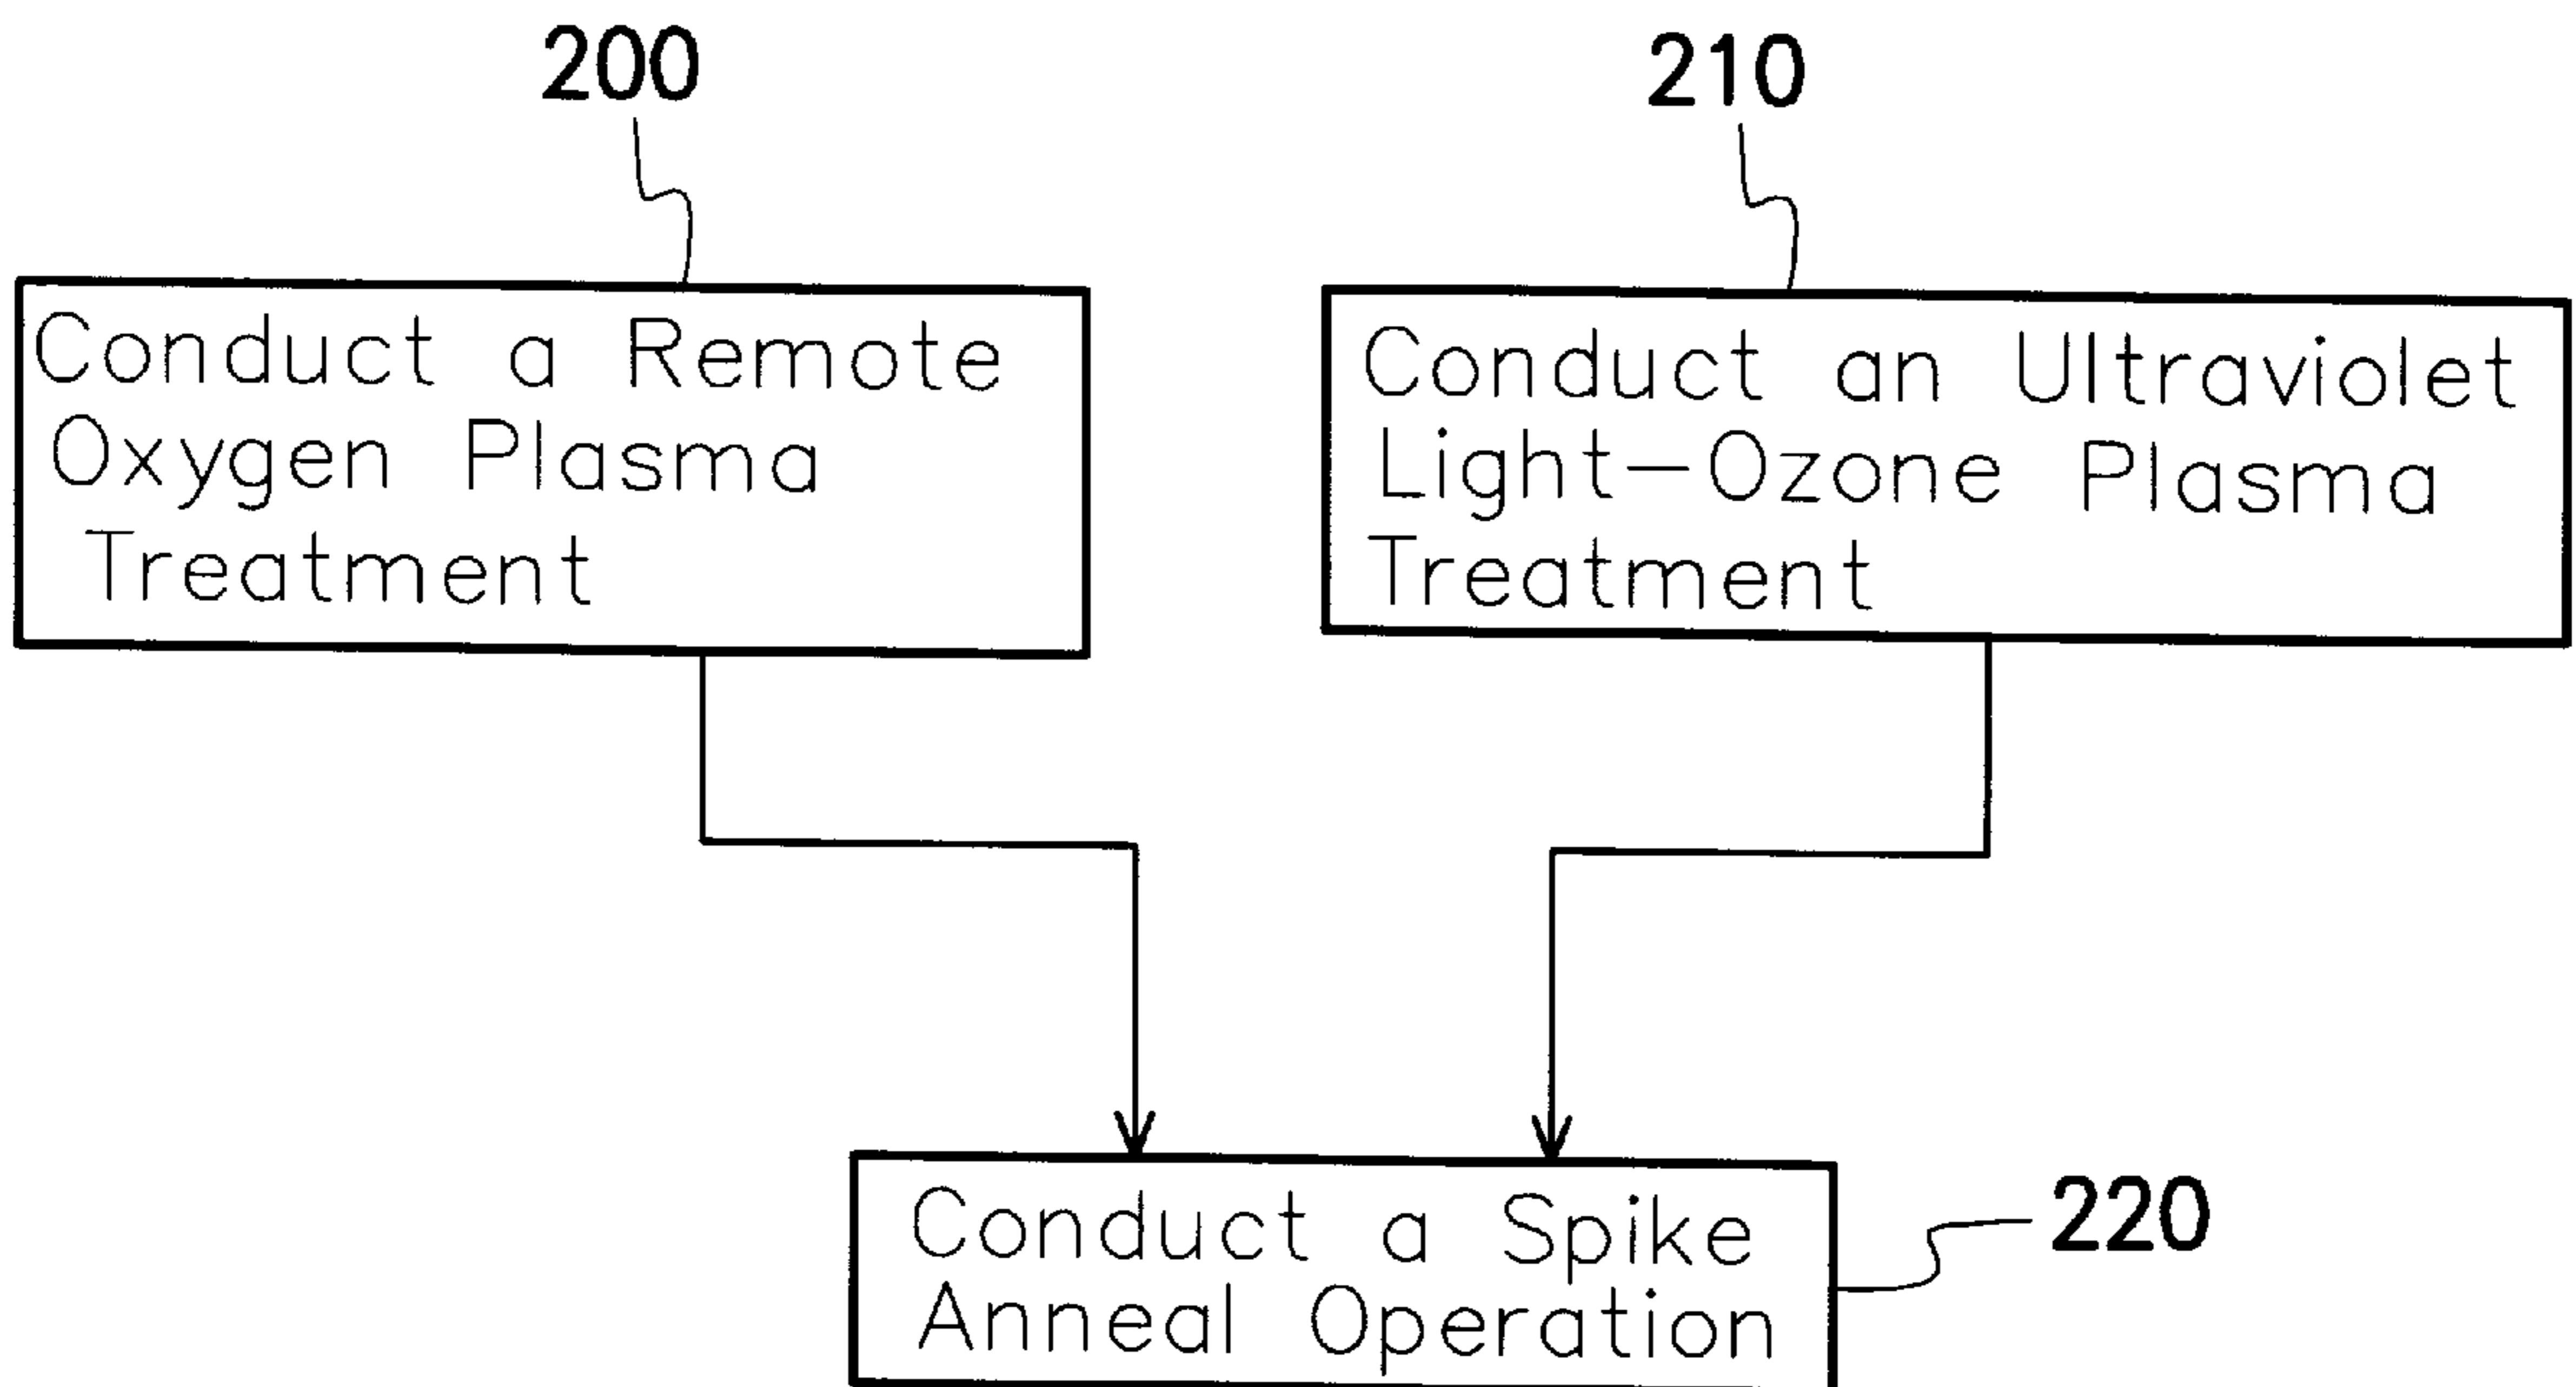 200
210
Conduct a Remote
Oxygen Plasma
Treatment
Conduct an Ultraviolet
Light-Ozone Plasma
Treatment
Conduct a Spike
Anneal Operation
220